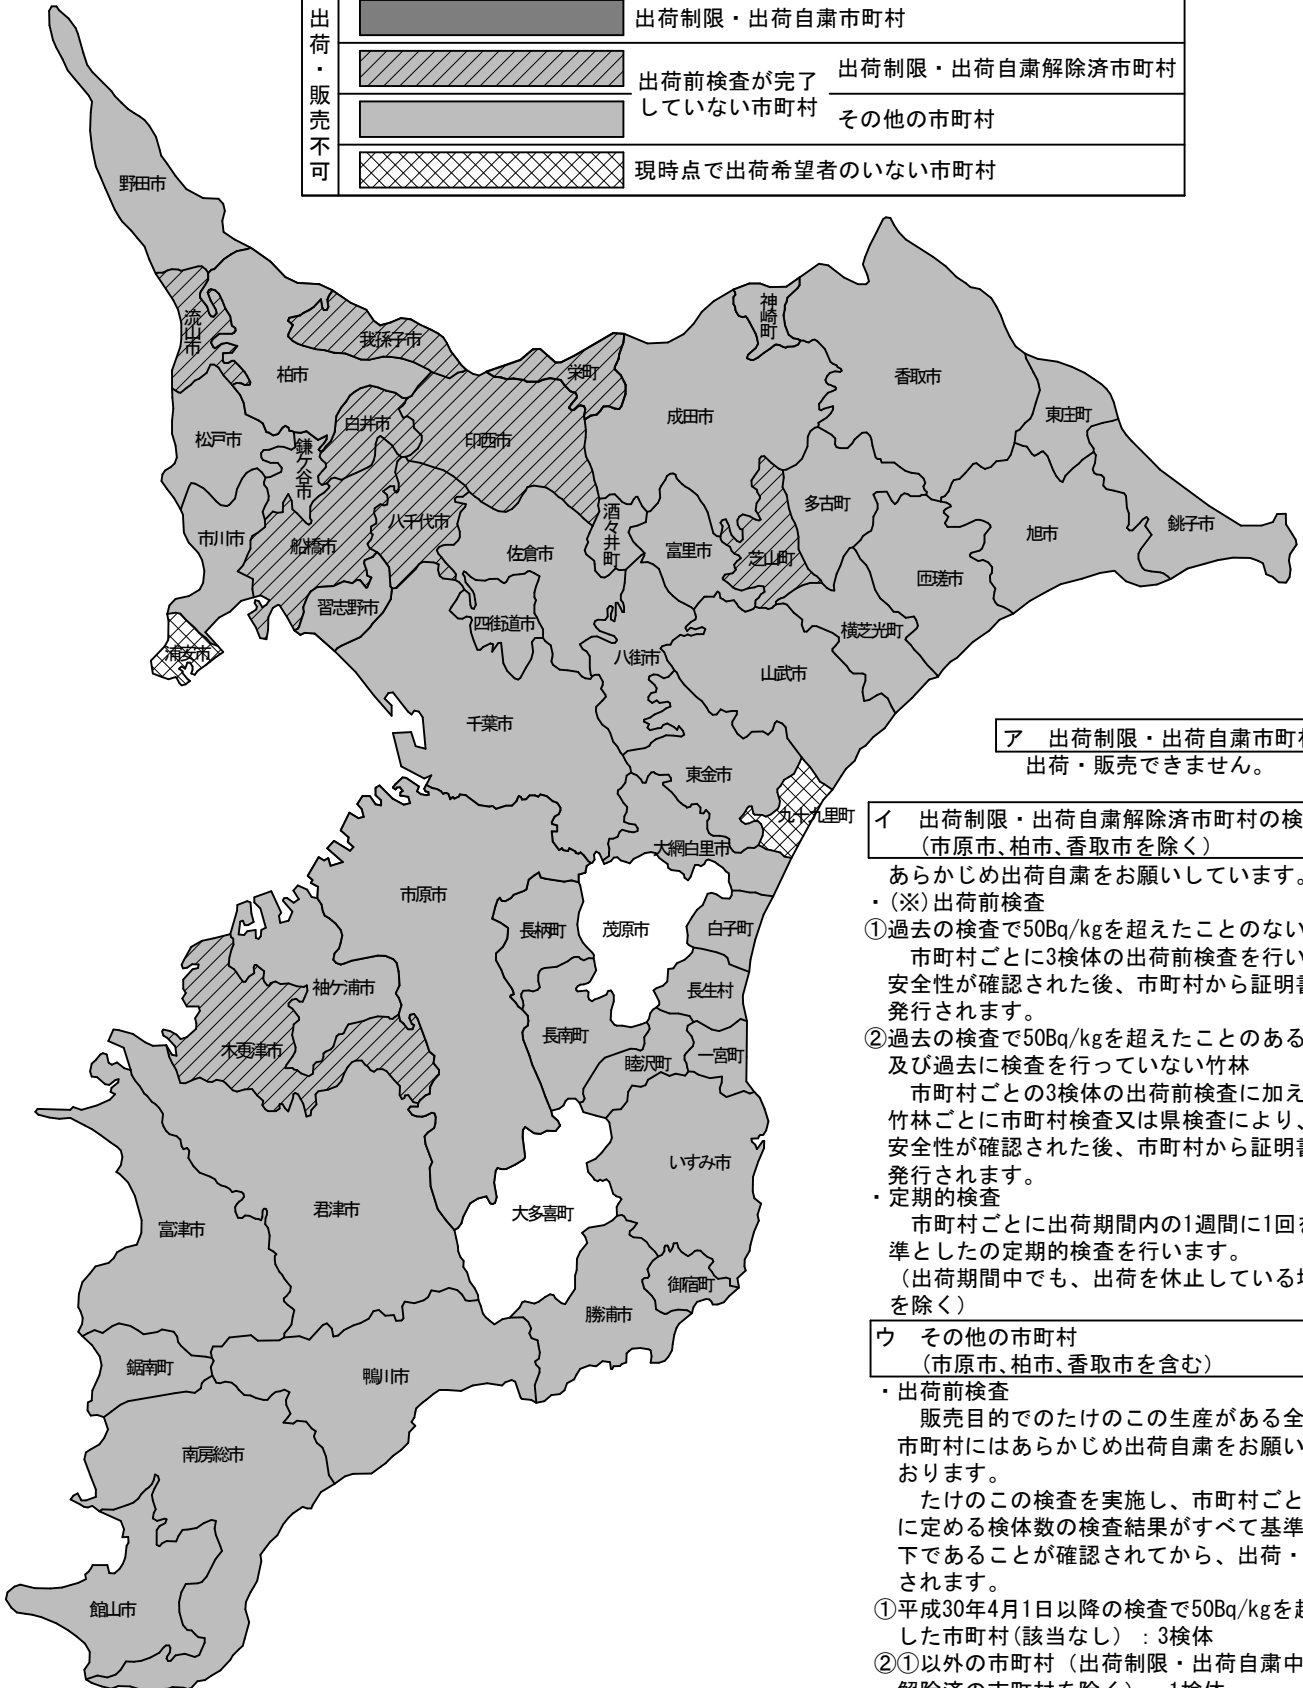 出荷・販売不可
出荷制限・出荷自粛市町村
出荷前検査が完了
していない市町村
出荷制限・出荷自粛解除済市町村
その他の市町村
現時点で出荷希望者のいない市町村
野田市
流山市
我孫子市
柏市
松戸市
鎌ケ谷市
白井市
印西市
栄町
成田市
神崎町
香取市
東庄町
銚子市
旭市
匝瑳市
多古町
芝山町
横芝光町
山武市
富里市
酒々井町
佐倉市
八千代市
船橋市
市川市
浦安市
習志野市
四街道市
八街市
千葉市
東金市
九十九里町
大網白里市
市原市
長柄町
茂原市
白子町
長生村
長南町
睦沢町
一宮町
袖ケ浦市
木更津市
君津市
富津市
大多喜町
いすみ市
御宿町
勝浦市
鴨川市
鋸南町
南房総市
館山市
ア　出荷制限・出荷自粛市町村
出荷・販売できません。
イ　出荷制限・出荷自粛解除済市町村の検
（市原市、柏市、香取市を除く）
あらかじめ出荷自粛をお願いしています。
・(※)出荷前検査
①過去の検査で50Bq/kgを超えたことのない
市町村ごとに3検体の出荷前検査を行い
安全性が確認された後、市町村から証明書
発行されます。
②過去の検査で50Bq/kgを超えたことのある
及び過去に検査を行っていない竹林
市町村ごとの3検体の出荷前検査に加え
竹林ごとに市町村検査又は県検査により、
安全性が確認された後、市町村から証明書
発行されます。
・定期的検査
市町村ごとに出荷期間内の1週間に1回を
準としたの定期的検査を行います。
（出荷期間中でも、出荷を休止している場
を除く）
ウ　その他の市町村
（市原市、柏市、香取市を含む）
・出荷前検査
販売目的でのたけのこの生産がある全
市町村にはあらかじめ出荷自粛をお願い
おります。
たけのこの検査を実施し、市町村ごと
に定める検体数の検査結果がすべて基準
下であることが確認されてから、出荷・
されます。
①平成30年4月1日以降の検査で50Bq/kgを超
した市町村(該当なし)：3検体
②①以外の市町村（出荷制限・出荷自粛中